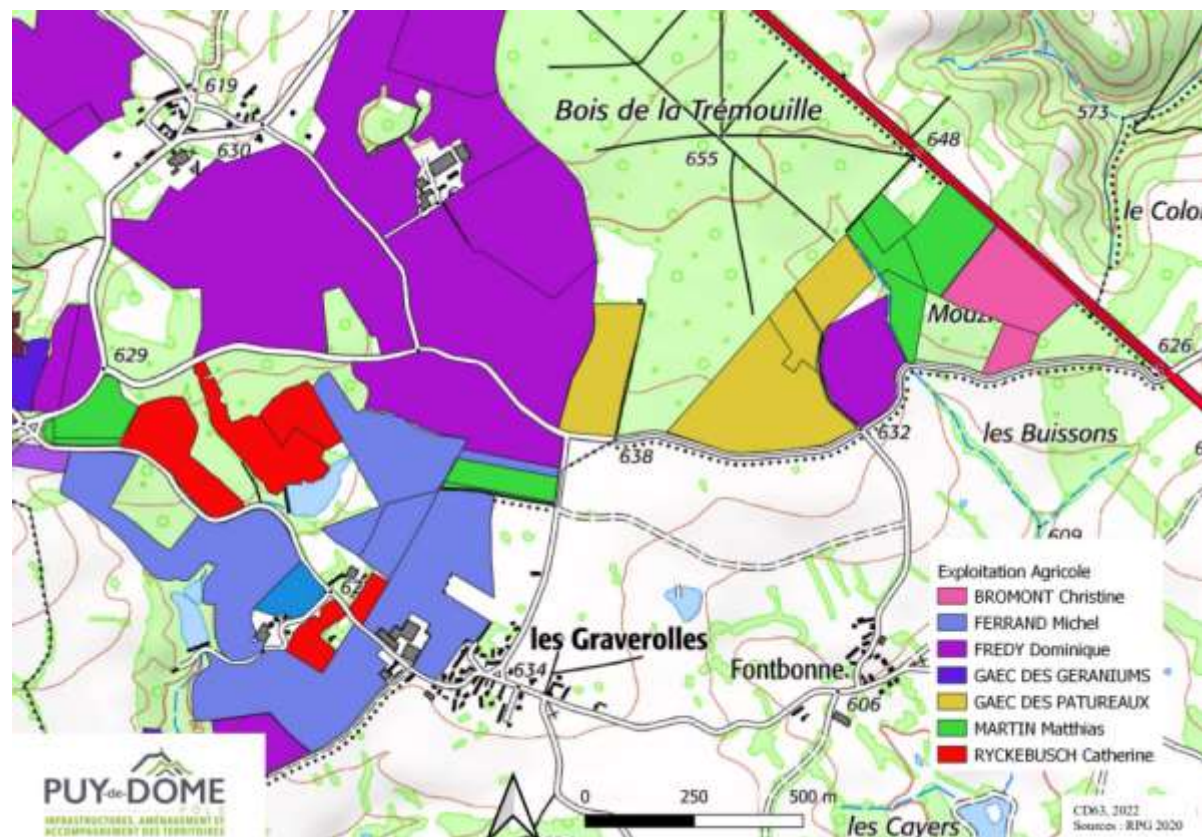 619
630
Bois de la Trémouille
655
648
573
629
626
632
638
les Buissons
609
les Graverolles
634
Fontbonne
606
les Cayers
Exploitation Agricole
BROMONT Christine
FERRAND Michel
FREDY Dominique
GAEC DES GERANIUMS
GAEC DES PATUREAUX
MARTIN Matthias
RYCKEBUSCH Catherine
PUY-de-DÔME
INFRASTRUCTURES, AMÉNAGEMENT ET
ACCOMPAGNEMENT DES TERRITOIRES
0 250 500 m
CD63, 2022
Sources : RPG 2020